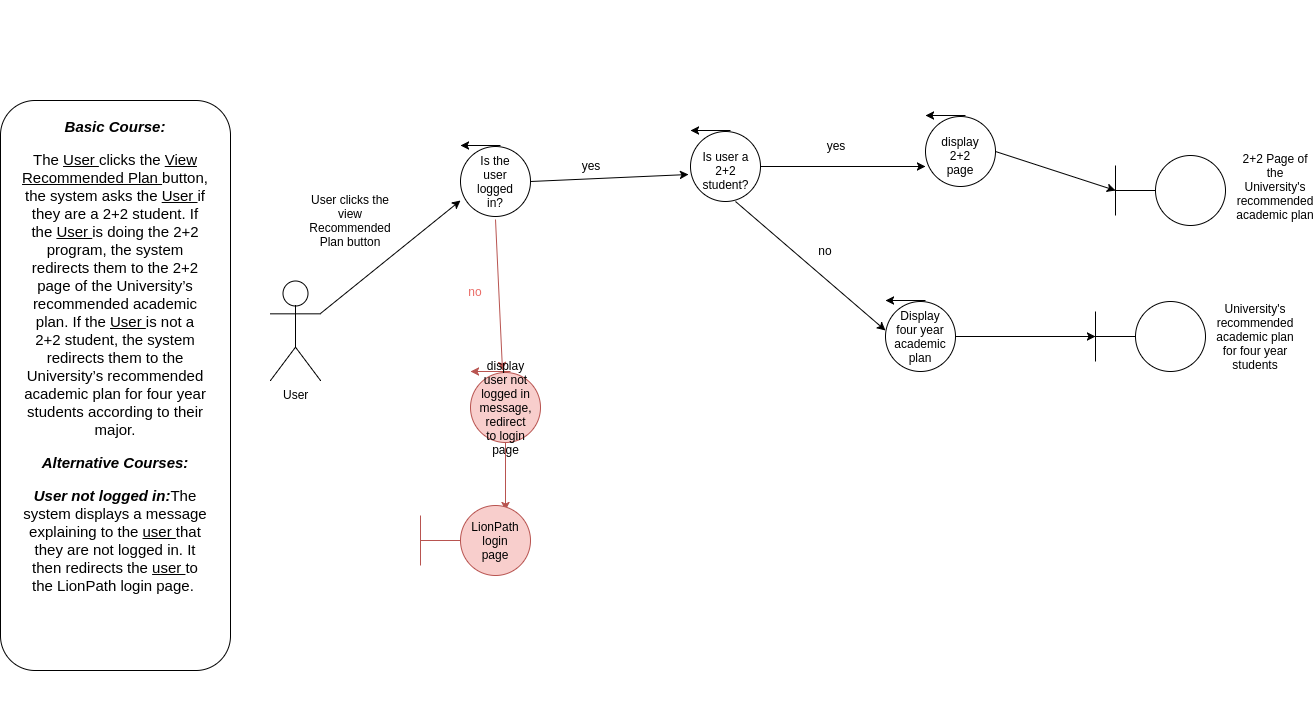 Basic Course:
The User clicks the View
Recommended Plan button,
the system asks the User if
they are a 2+2 student. If
the User is doing the 2+2
program, the system
redirects them to the 2+2
page of the University’s
recommended academic
plan. If the User is not a
2+2 student, the system
redirects them to the
University’s recommended
academic plan for four year
students according to their
major.
Alternative Courses:
User not logged in:The
system displays a message
explaining to the user that
they are not logged in. It
then redirects the user to
the LionPath login page.
User
User clicks the
view
Recommended
Plan button
Is the
user
logged
in?
yes
no
display
user not
logged in
message,
redirect
to login
page
LionPath
login
page
Is user a
2+2
student?
yes
no
display
2+2
page
2+2 Page of
the
University's
recommended
academic plan
Display
four year
academic
plan
University's
recommended
academic plan
for four year
students